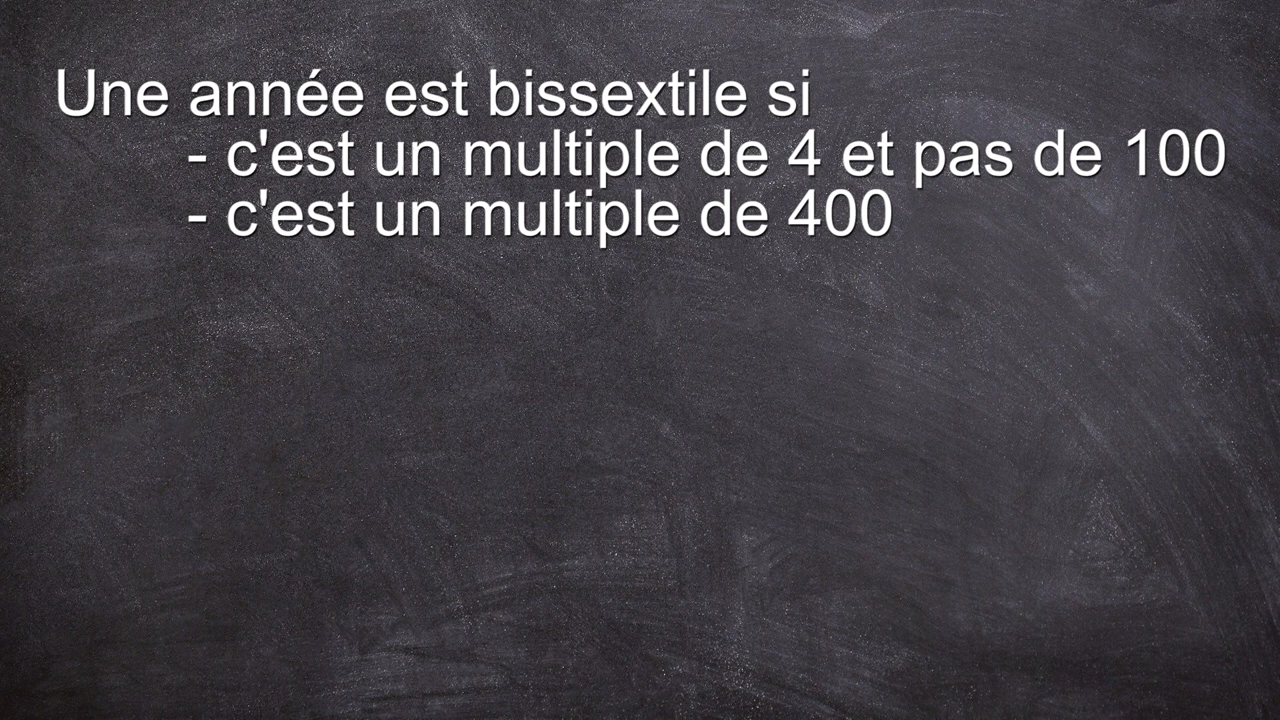 Une année est bissextile si
- c'est un multiple de 4 et pas de 100
- c'est un multiple de 400